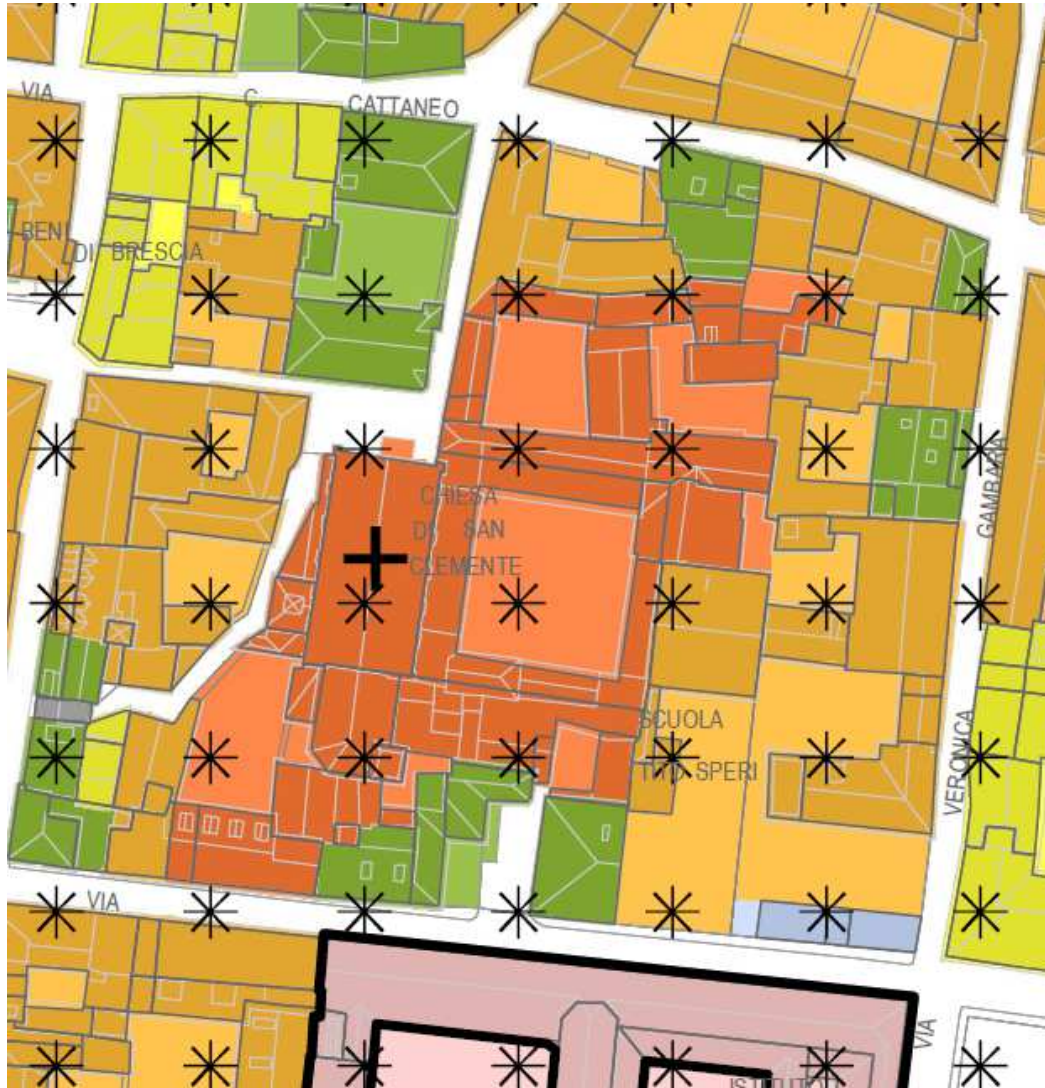 VIA
C
CATTANEO
BENI
DI BRESCIA
CHIESA
DI SAN
CLEMENTE
GAMBARA
VERONICA
SCUOLA
TITO SPERI
VIA
VIA